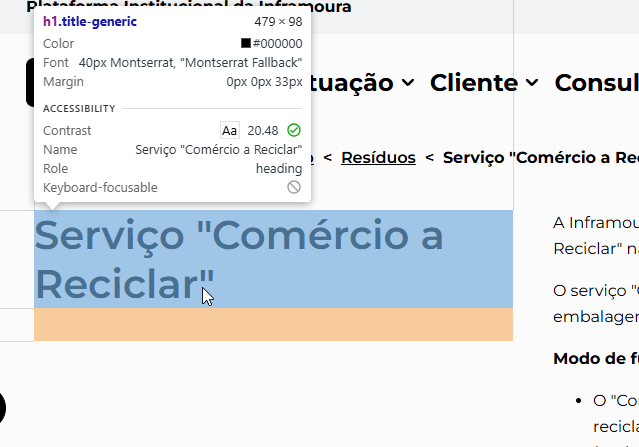 Plataforma Institucional da Inframoura
h1.title-generic 479 × 98
Color #000000
Font 40px Montserrat, "Montserrat Fallback"
Margin 0px 0px 33px
ACCESSIBILITY
Contrast Aa 20.48
Name Serviço "Comércio a Reciclar"
Role heading
Keyboard-focusable
tuação Cliente Consul
< Resíduos < Serviço "Comércio a Re
Serviço "Comércio a
Reciclar"
A Inframou
Reciclar" n
O serviço "
embalager
Modo de fu
O "Co
recicla